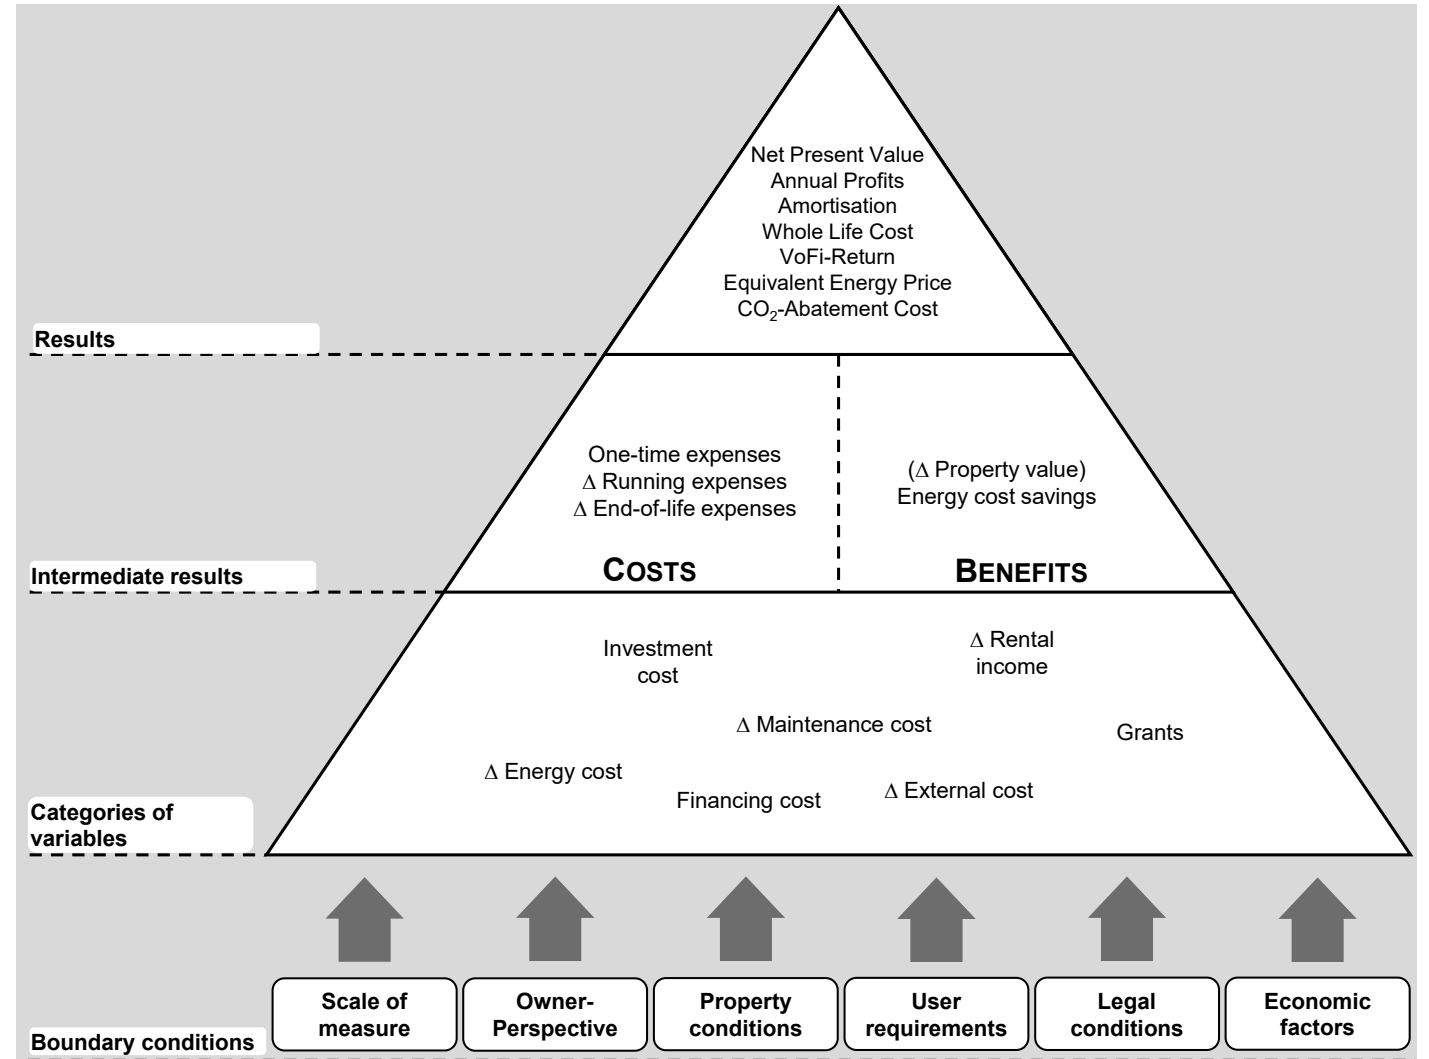 Net Present Value
Annual Profits
Amortisation
Whole Life Cost
VoFi-Return
Equivalent Energy Price
CO₂-Abatement Cost
Results
One-time expenses
Δ Running expenses
Δ End-of-life expenses
(Δ Property value)
Energy cost savings
COSTS
BENEFITS
Intermediate results
Investment
cost
Δ Rental
income
Δ Maintenance cost
Grants
Δ Energy cost
Financing cost
Δ External cost
Categories of
variables
Scale of
measure
Owner-
Perspective
Property
conditions
User
requirements
Legal
conditions
Economic
factors
Boundary conditions